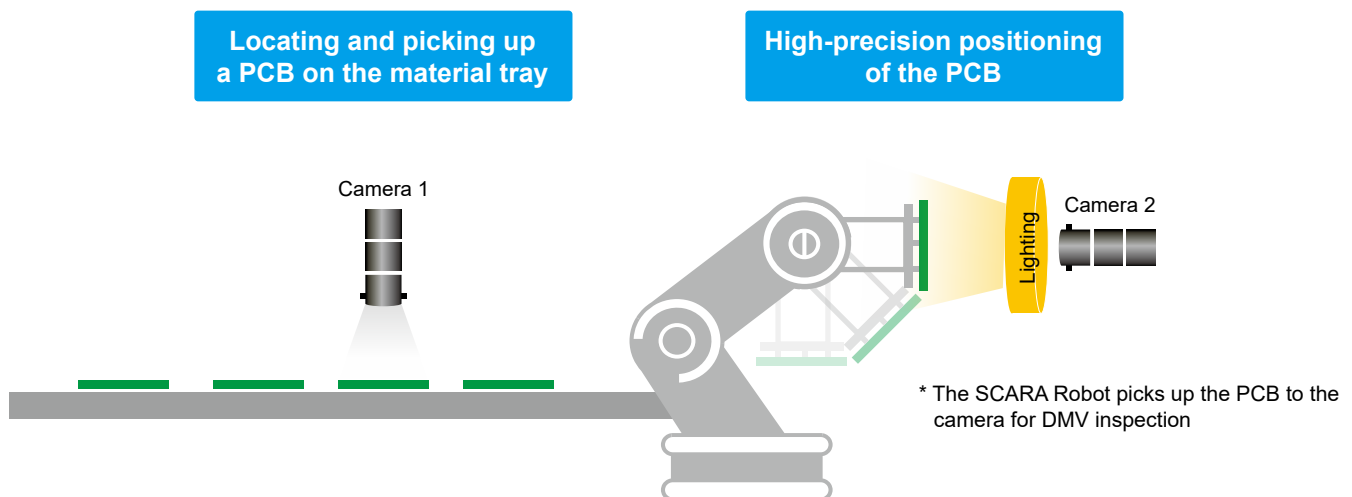 Locating and picking up
a PCB on the material tray
High-precision positioning
of the PCB
Camera 1
Camera 2
Lighting
* The SCARA Robot picks up the PCB to the
camera for DMV inspection